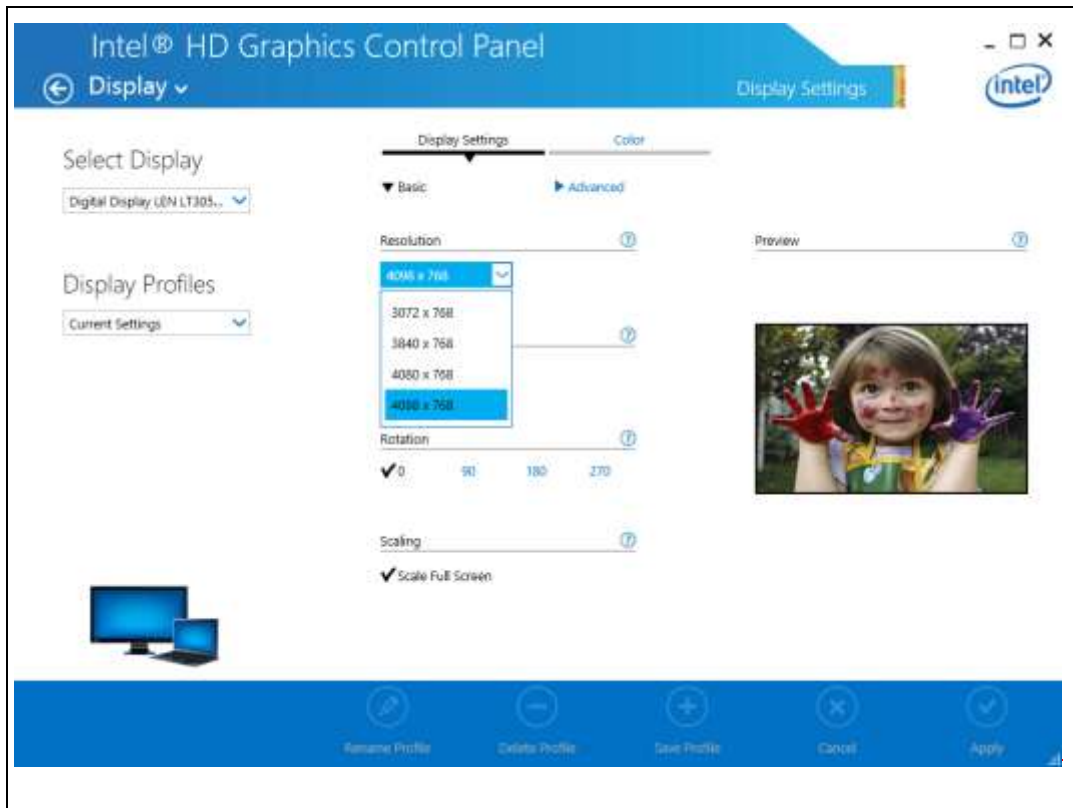 Intel® HD Graphics Control Panel
Display
Display Settings
intel
Select Display
Digital Display LEN LT305..
Display Profiles
Current Settings
Display Settings
Color
Basic
Advanced
Resolution
4098 x 768
3072 x 768
3840 x 768
4080 x 768
4098 x 768
Rotation
0 90 180 270
Scaling
Scale Full Screen
Preview
Rename Profile
Delete Profile
Save Profile
Cancel
Apply